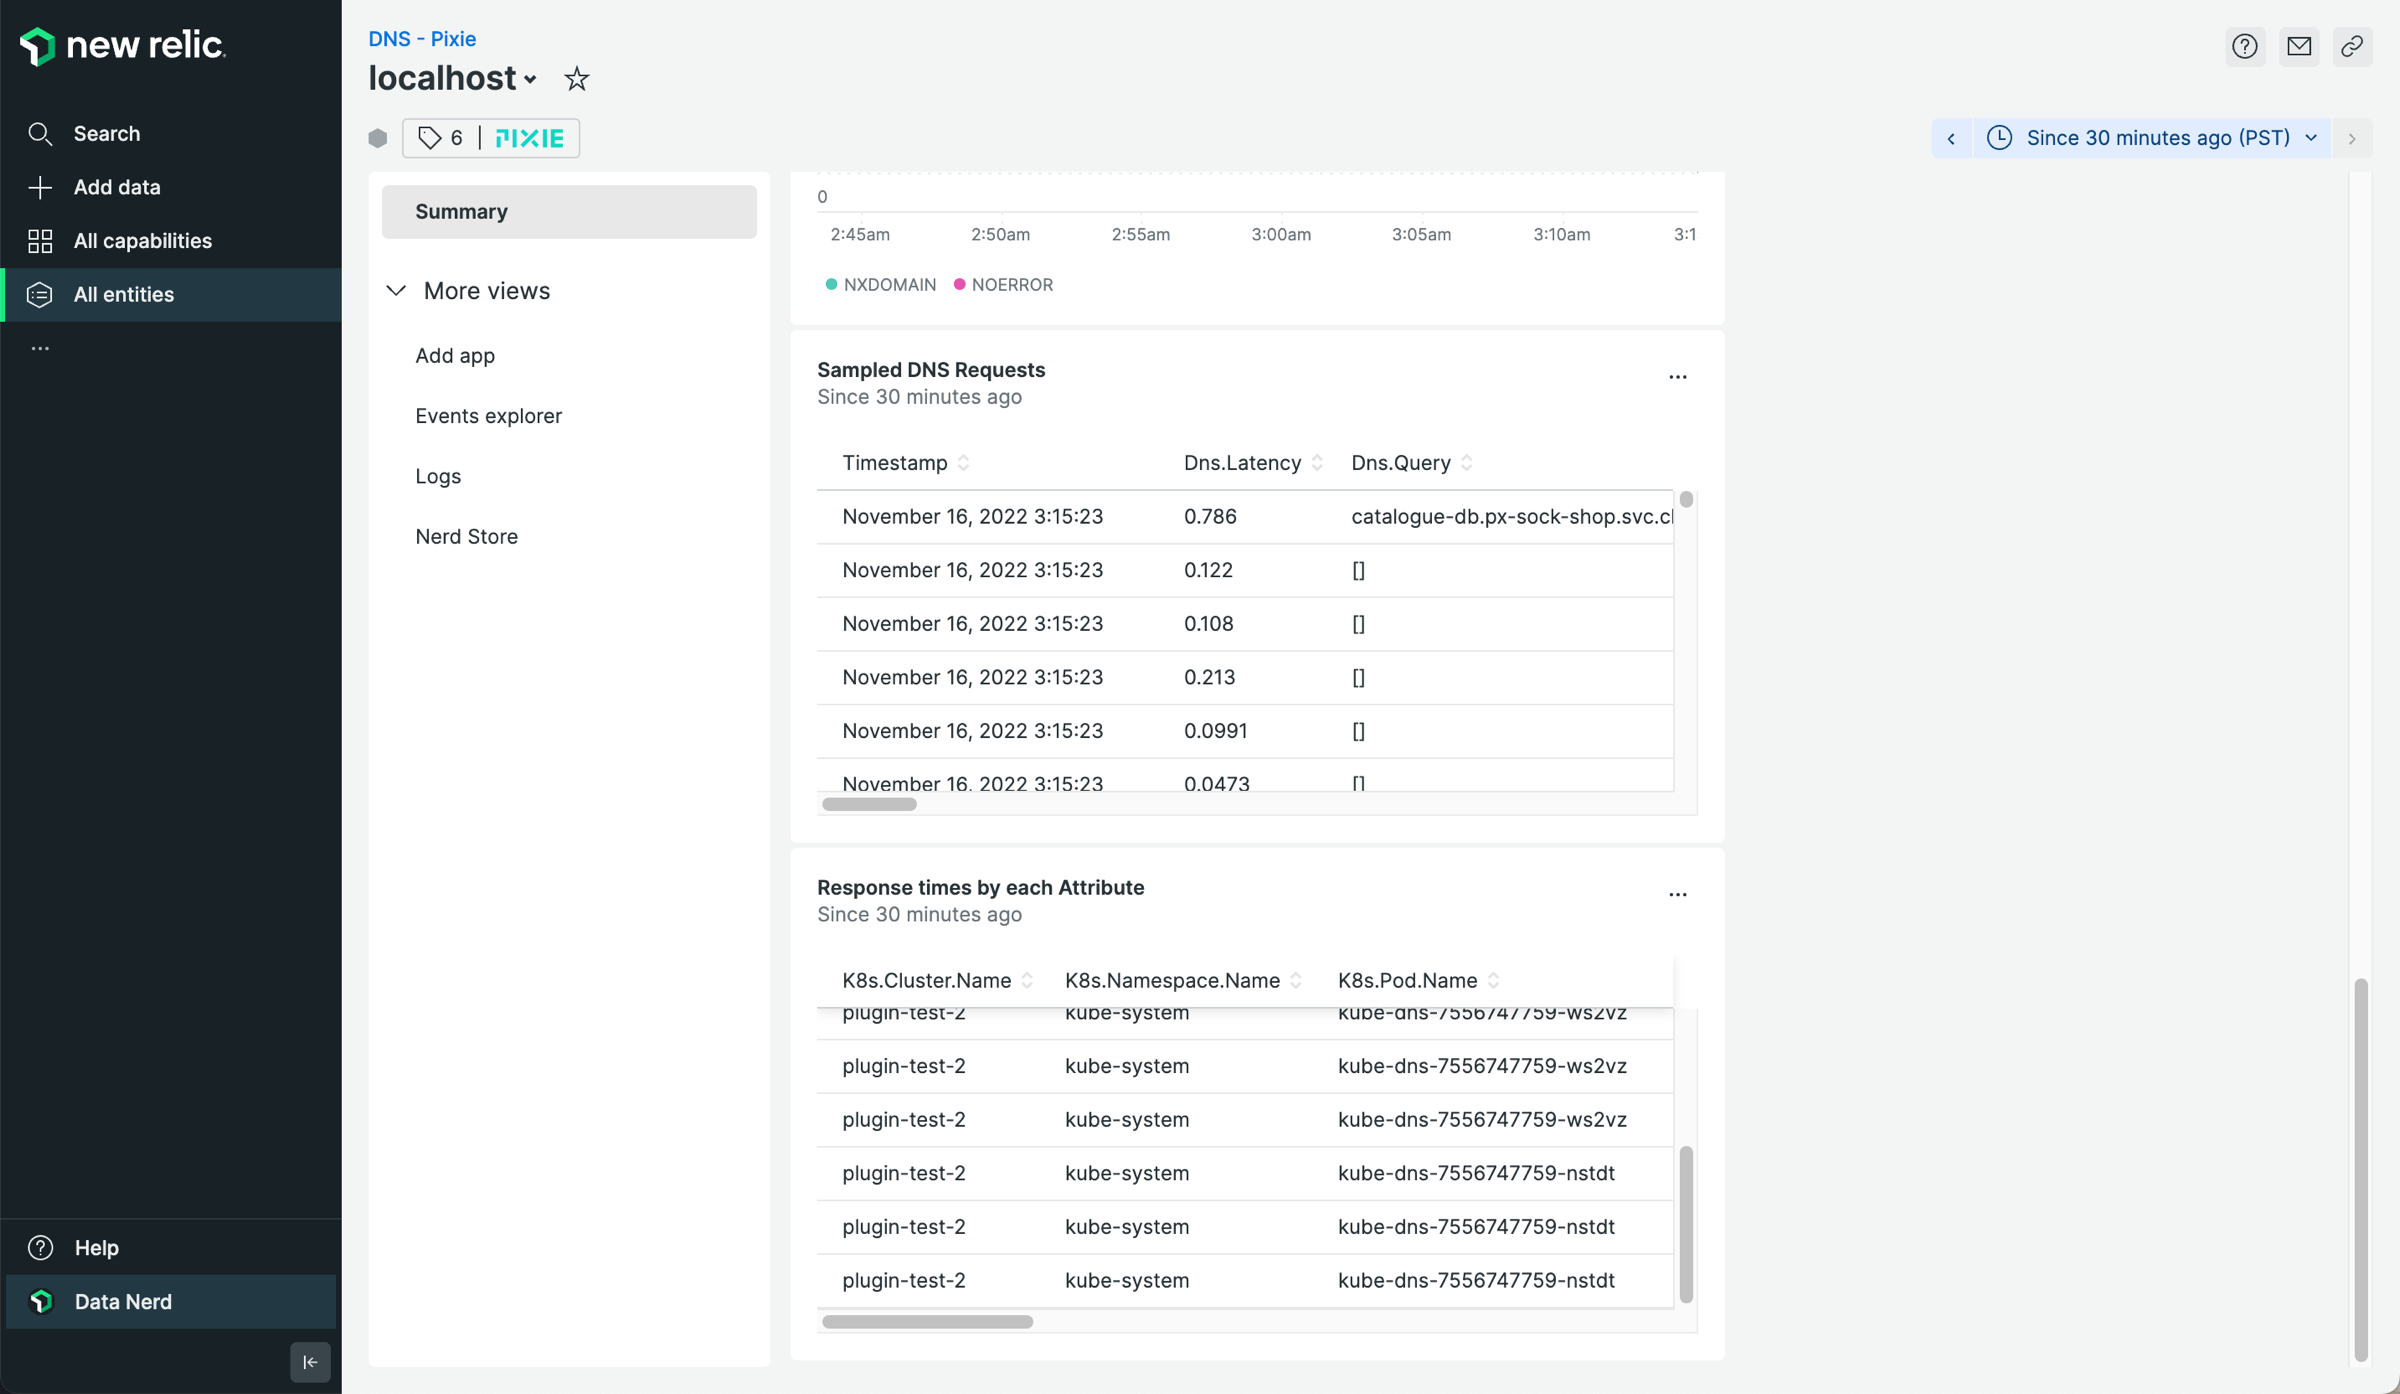 new relic.
Search
Add data
All capabilities
All entities
...
Help
Data Nerd
DNS - Pixie
localhost
6 | PIXIE
Since 30 minutes ago (PST)
Summary
More views
Add app
Events explorer
Logs
Nerd Store
0
2:45am 2:50am 2:55am 3:00am 3:05am 3:10am 3:1
NXDOMAIN NOERROR
Sampled DNS Requests
...
Since 30 minutes ago
Timestamp Dns.Latency Dns.Query
November 16, 2022 3:15:23 0.786 catalogue-db.px-sock-shop.svc.cl
November 16, 2022 3:15:23 0.122 []
November 16, 2022 3:15:23 0.108 []
November 16, 2022 3:15:23 0.213 []
November 16, 2022 3:15:23 0.0991 []
November 16, 2022 3:15:23 0.0473 []
Response times by each Attribute
...
Since 30 minutes ago
K8s.Cluster.Name K8s.Namespace.Name K8s.Pod.Name
plugin-test-2 kube-system kube-dns-7556747759-ws2vz
plugin-test-2 kube-system kube-dns-7556747759-ws2vz
plugin-test-2 kube-system kube-dns-7556747759-ws2vz
plugin-test-2 kube-system kube-dns-7556747759-nstdt
plugin-test-2 kube-system kube-dns-7556747759-nstdt
plugin-test-2 kube-system kube-dns-7556747759-nstdt